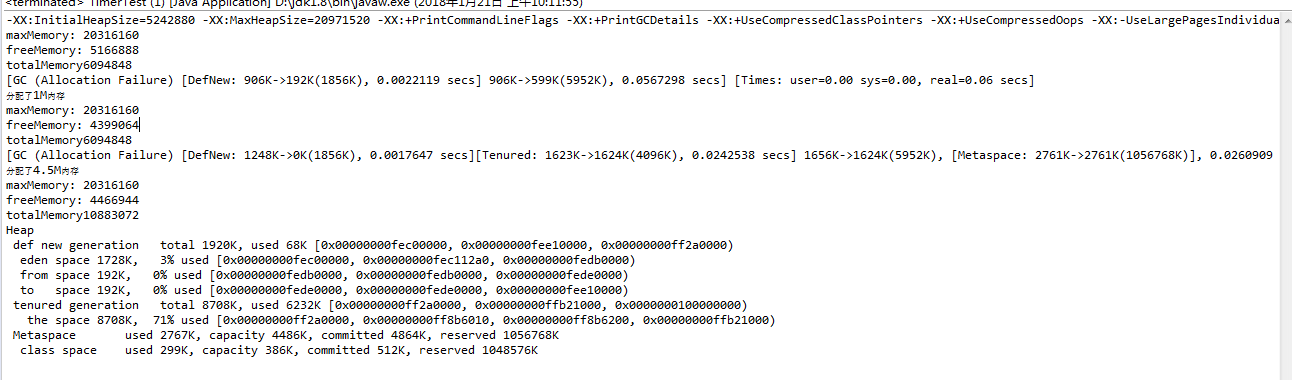 <terminated> TimerTest (1) [Java Application] D:\jdk1.8\bin\javaw.exe (2018年1月21日 上午10:11:55)
-XX:InitialHeapSize=5242880 -XX:MaxHeapSize=20971520 -XX:+PrintCommandLineFlags -XX:+PrintGCDetails -XX:+UseCompressedClassPointers -XX:+UseCompressedOops -XX:-UseLargePagesIndividua
maxMemory: 20316160
freeMemory: 5166888
totalMemory6094848
[GC (Allocation Failure) [DefNew: 906K->192K(1856K), 0.0022119 secs] 906K->599K(5952K), 0.0567298 secs] [Times: user=0.00 sys=0.00, real=0.06 secs]
分配了1M内存
maxMemory: 20316160
freeMemory: 4399064
totalMemory6094848
[GC (Allocation Failure) [DefNew: 1248K->0K(1856K), 0.0017647 secs][Tenured: 1623K->1624K(4096K), 0.0242538 secs] 1656K->1624K(5952K), [Metaspace: 2761K->2761K(1056768K)], 0.0260909
分配了4.5M内存
maxMemory: 20316160
freeMemory: 4466944
totalMemory10883072
Heap
def new generation total 1920K, used 68K [0x00000000fec00000, 0x00000000fee10000, 0x00000000ff2a0000)
eden space 1728K, 3% used [0x00000000fec00000, 0x00000000fec112a0, 0x00000000fedb0000)
from space 192K, 0% used [0x00000000fedb0000, 0x00000000fedb0000, 0x00000000fede0000)
to space 192K, 0% used [0x00000000fede0000, 0x00000000fede0000, 0x00000000fee10000)
tenured generation total 8708K, used 6232K [0x00000000ff2a0000, 0x00000000ffb21000, 0x0000000100000000)
the space 8708K, 71% used [0x00000000ff2a0000, 0x00000000ff8b6010, 0x00000000ff8b6200, 0x00000000ffb21000)
Metaspace used 2767K, capacity 4486K, committed 4864K, reserved 1056768K
class space used 299K, capacity 386K, committed 512K, reserved 1048576K